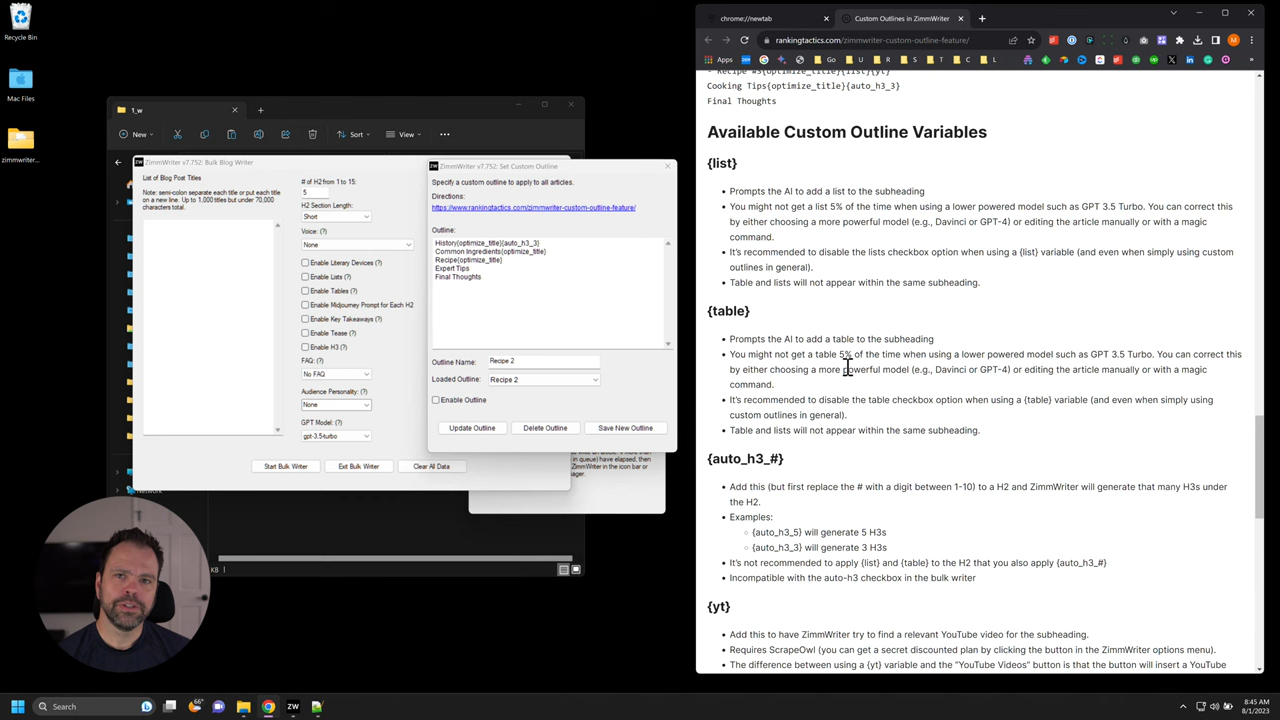 Recycle Bin
Mac Files
zimmwriter...
1_w
New
Sort
View
ZimmWriter v7.752: Bulk Blog Writer
List of Blog Post Titles
Note: semi-colon separate each title or put each title
on a new line. Up to 1,000 titles but under 70,000
characters total.
# of H2 from 1 to 15:
5
H2 Section Length:
Short
Voice: (?)
None
Enable Literary Devices (?)
Enable Lists (?)
Enable Tables (?)
Enable Midjourney Prompt for Each H2
Enable Key Takeaways (?)
Enable Tease (?)
Enable H3 (?)
FAQ: (?)
No FAQ
Audience Personality: (?)
None
GPT Model: (?)
gpt-3.5-turbo
Start Bulk Writer
Exit Bulk Writer
Clear All Data
ZimmWriter v7.752: Set Custom Outline
Specify a custom outline to apply to all articles.
Directions:
https://www.rankingtactics.com/zimmwriter-custom-outline-feature/
Outline:
History{optimize_title}{auto_h3_3}
Common Ingredients{optimize_title}
Recipe{optimize_title}
Expert Tips
Final Thoughts
Outline Name:
Recipe 2
Loaded Outline:
Recipe 2
Enable Outline
Update Outline
Delete Outline
Save New Outline
in queue) have elapsed, then
ZimmWriter in the icon bar or
nager.
Network
KB
chrome://newtab
Custom Outlines in ZimmWriter
rankingtactics.com/zimmwriter-custom-outline-feature/
M
Apps
Go
U
R
S
T
C
L
- Recipe #3{optimize_title}{list}{yt}
Cooking Tips{optimize_title}{auto_h3_3}
Final Thoughts
Available Custom Outline Variables
{list}
• Prompts the AI to add a list to the subheading
• You might not get a list 5% of the time when using a lower powered model such as GPT 3.5 Turbo. You can correct this
by either choosing a more powerful model (e.g., Davinci or GPT-4) or editing the article manually or with a magic
command.
• It's recommended to disable the lists checkbox option when using a {list} variable (and even when simply using custom
outlines in general).
• Table and lists will not appear within the same subheading.
{table}
• Prompts the AI to add a table to the subheading
• You might not get a table 5% of the time when using a lower powered model such as GPT 3.5 Turbo. You can correct this
by either choosing a more powerful model (e.g., Davinci or GPT-4) or editing the article manually or with a magic
command.
• It's recommended to disable the table checkbox option when using a {table} variable (and even when simply using
custom outlines in general).
• Table and lists will not appear within the same subheading.
{auto_h3_#}
• Add this (but first replace the # with a digit between 1-10) to a H2 and ZimmWriter will generate that many H3s under
the H2.
• Examples:
{auto_h3_5} will generate 5 H3s
{auto_h3_3} will generate 3 H3s
• It's not recommended to apply {list} and {table} to the H2 that you also apply {auto_h3_#}
• Incompatible with the auto-h3 checkbox in the bulk writer
{yt}
• Add this to have ZimmWriter try to find a relevant YouTube video for the subheading.
• Requires ScrapeOwl (you can get a secret discounted plan by clicking the button in the ZimmWriter options menu).
• The difference between using a {yt} variable and the "YouTube Videos" button is that the button will insert a YouTube
Search
8:45 AM
8/1/2023